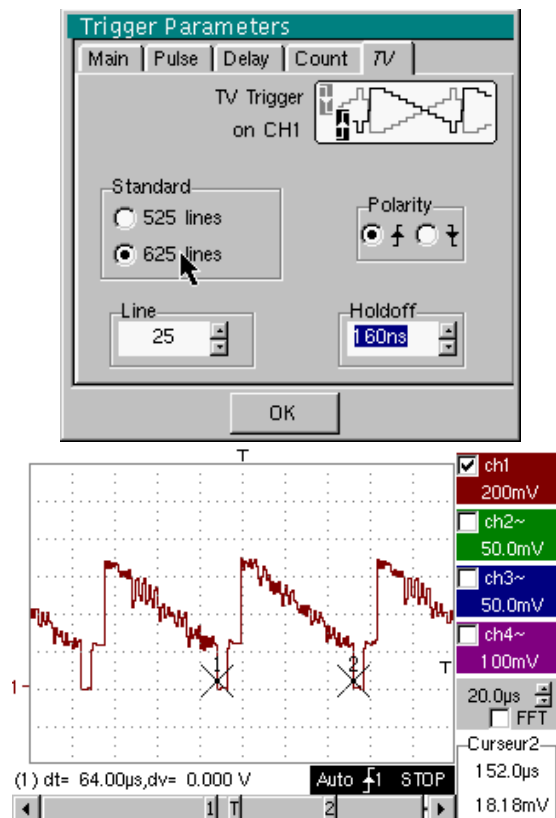 Trigger Parameters
Main Pulse Delay Count TV
TV Trigger
on CH1
Standard
525 lines
625 lines
Polarity
Line
25
Holdoff
160ns
OK
T
ch1
200mV
ch2~
50.0mV
ch3~
50.0mV
ch4~
100mV
1 2
T
1-
20.0µs
FFT
Curseur2
152.0µs
18.18mV
(1) dt= 64.00µs,dv= 0.000 V Auto 1 STOP
1 T 2